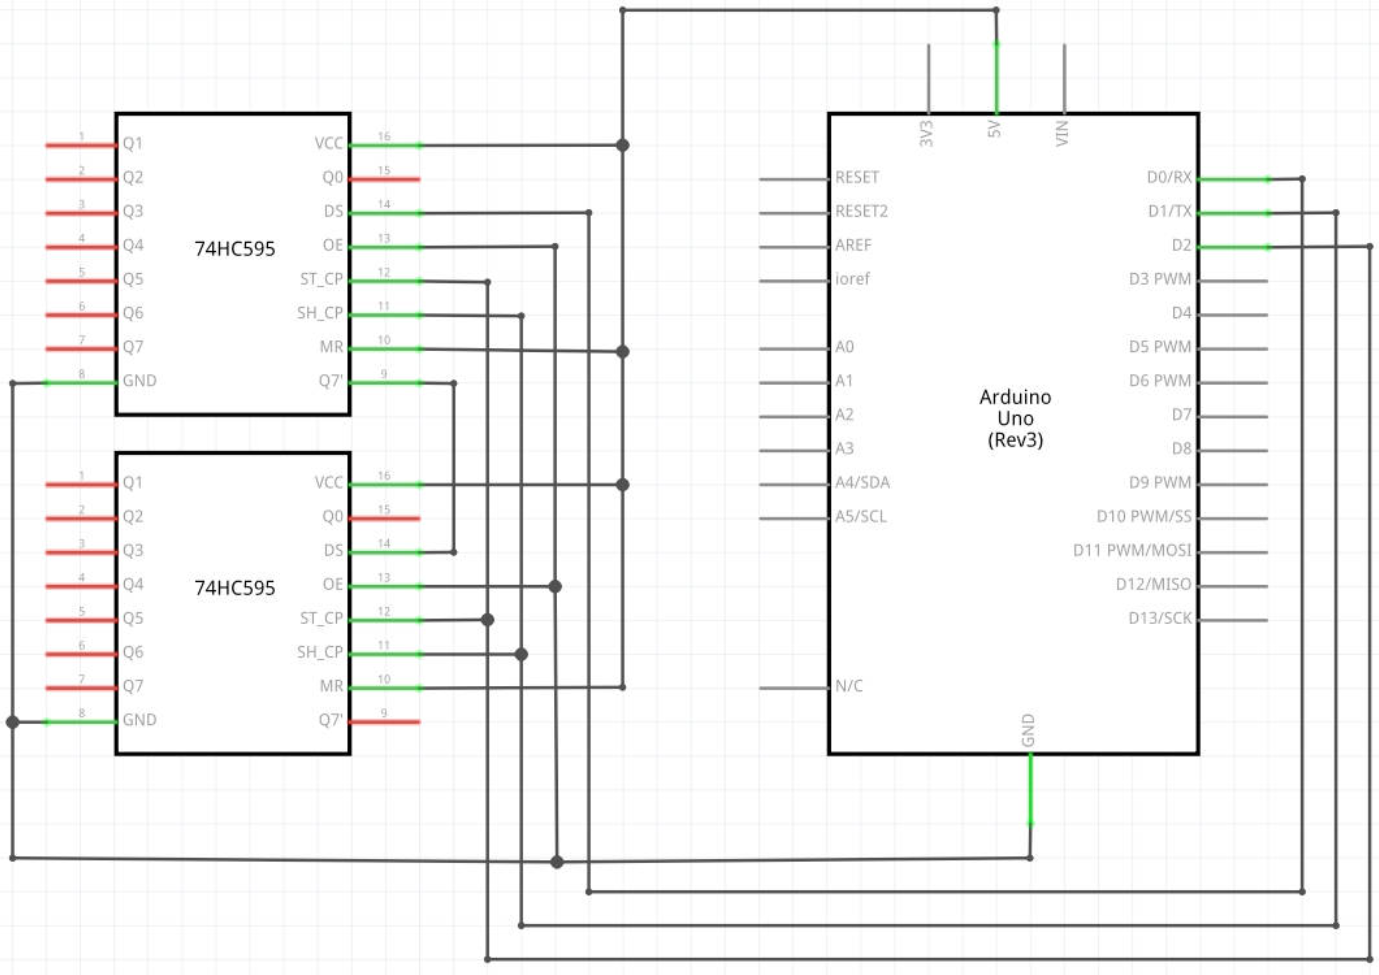 3V3
5V
VIN
1 Q1 VCC 16
2 Q2 Q0 15
3 Q3 DS 14
4 Q4 OE 13
5 Q5 ST_CP 12
6 Q6 SH_CP 11
7 Q7 MR 10
8 GND Q7' 9
74HC595
1 Q1 VCC 16
2 Q2 Q0 15
3 Q3 DS 14
4 Q4 OE 13
5 Q5 ST_CP 12
6 Q6 SH_CP 11
7 Q7 MR 10
8 GND Q7' 9
74HC595
RESET D0/RX
RESET2 D1/TX
AREF D2
ioref D3 PWM
D4
A0 D5 PWM
A1 D6 PWM
A2 D7
A3 D8
A4/SDA D9 PWM
A5/SCL D10 PWM/SS
D11 PWM/MOSI
D12/MISO
D13/SCK
N/C
Arduino
Uno
(Rev3)
GND